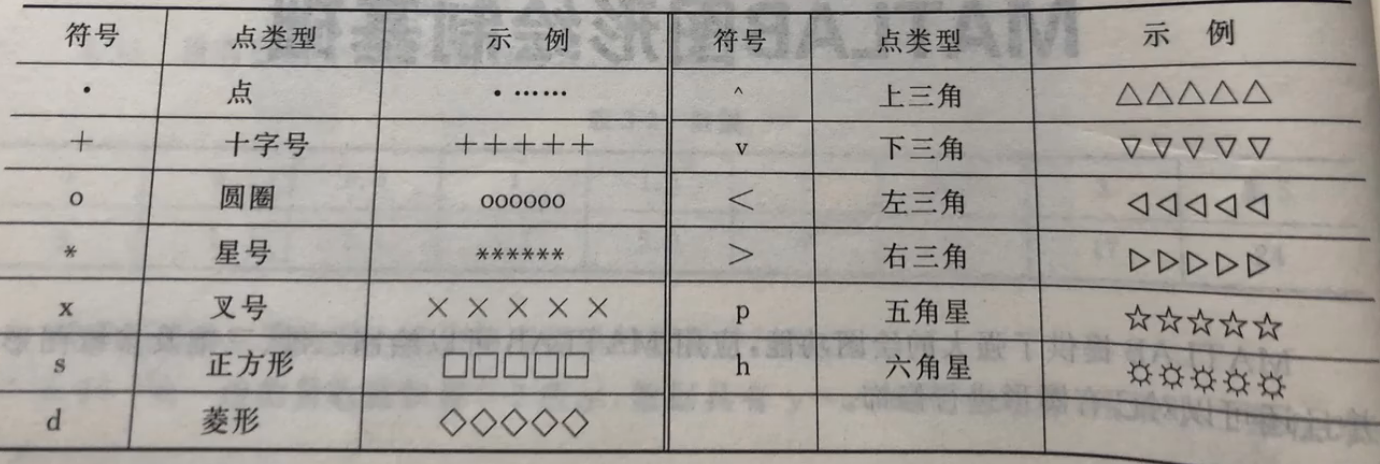 符号 点类型 示 例 符号 点类型 示 例
· 点 ······· ^ 上三角 △△△△△
+ 十字号 +++++ v 下三角 ▽▽▽▽▽
o 圆圈 oooooo < 左三角 ◁◁◁◁◁
* 星号 ****** > 右三角 ▷▷▷▷▷
x 叉号 × × × × × p 五角星 ☆☆☆☆☆
s 正方形 □□□□□ h 六角星 ☼☼☼☼☼
d 菱形 ◇◇◇◇◇